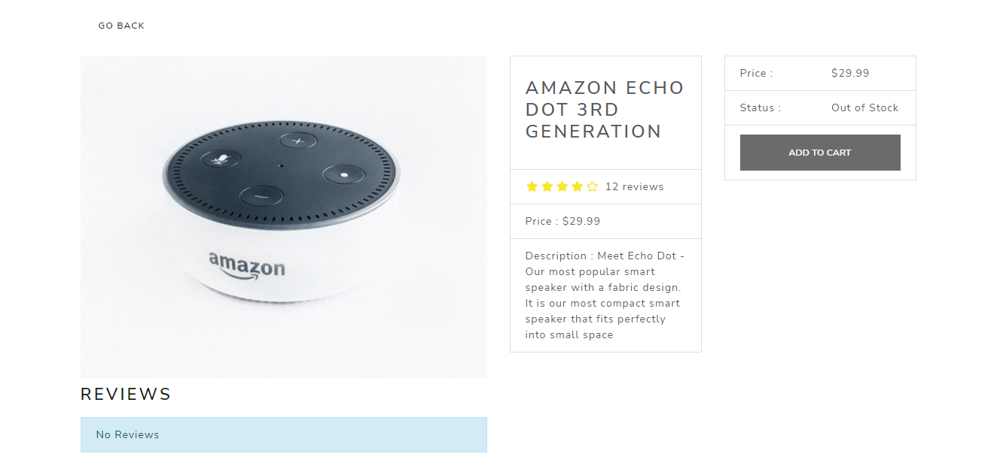 GO BACK
amazon
AMAZON ECHO
DOT 3RD
GENERATION
12 reviews
Price : $29.99
Description : Meet Echo Dot -
Our most popular smart
speaker with a fabric design.
It is our most compact smart
speaker that fits perfectly
into small space
Price : $29.99
Status : Out of Stock
ADD TO CART
REVIEWS
No Reviews